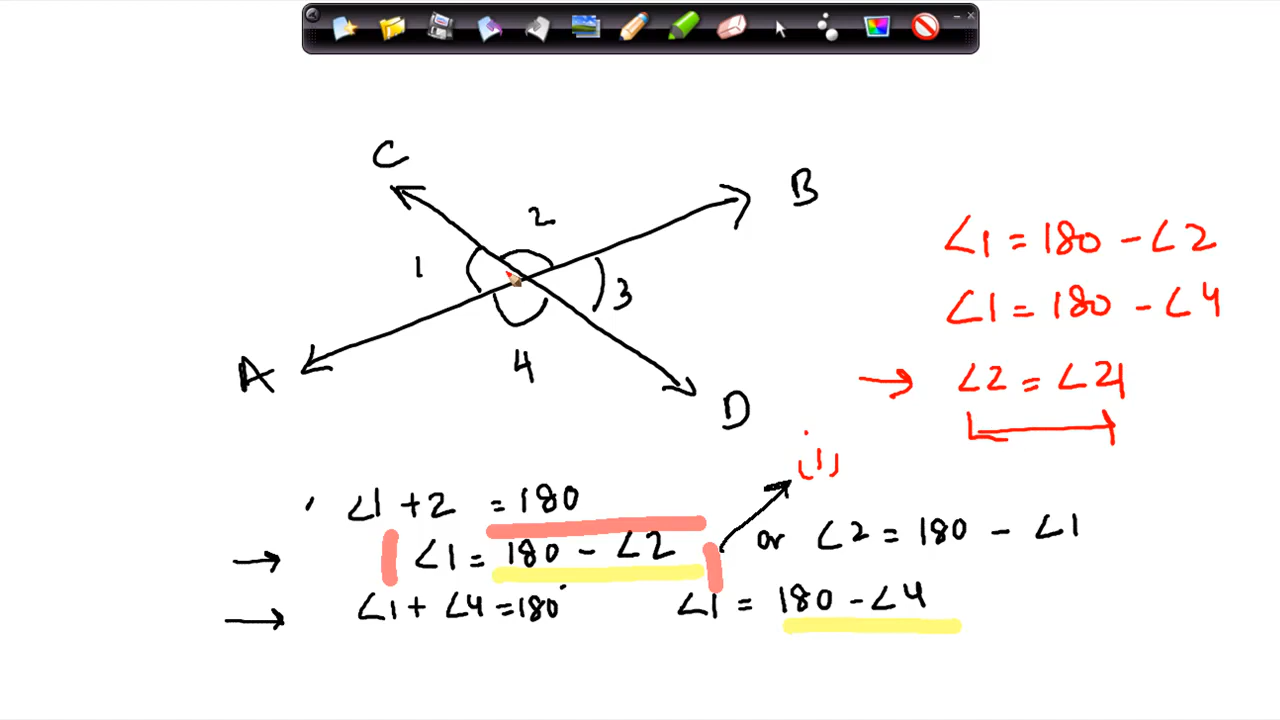 C
B
2
1
3
A
4
D
∠1 = 180 - ∠2
∠1 = 180 - ∠4
→ ∠2 = ∠4
(1)
∠1 + 2 = 180
→ ∠1 = 180 - ∠2 or ∠2 = 180 - ∠1
→ ∠1 + ∠4 = 180° ∠1 = 180 - ∠4